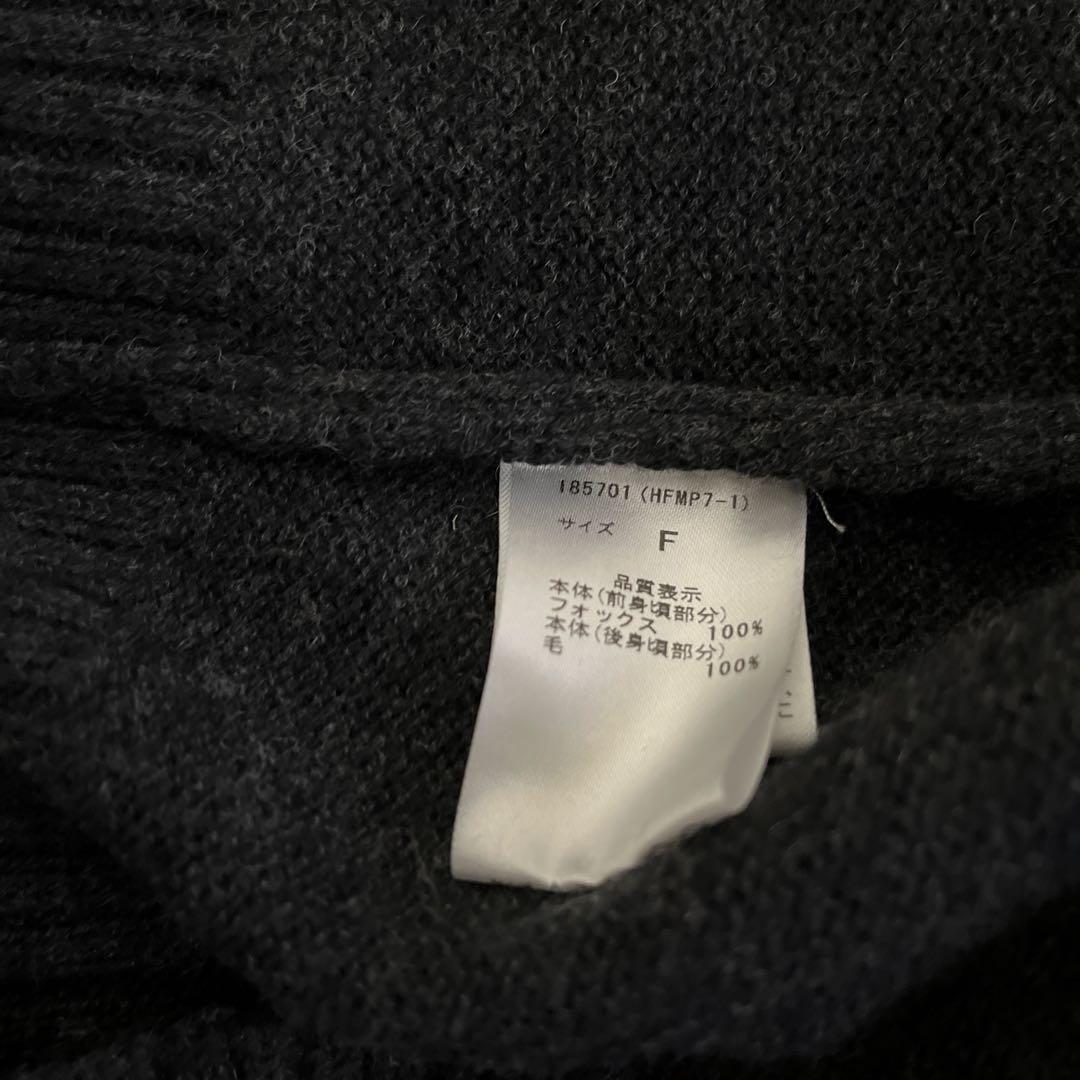 185701(HFMP7-1)
サイズ F
品質表示
本体(前身頃部分)
フォックス 100%
本体(後身頃部分)
毛 100%